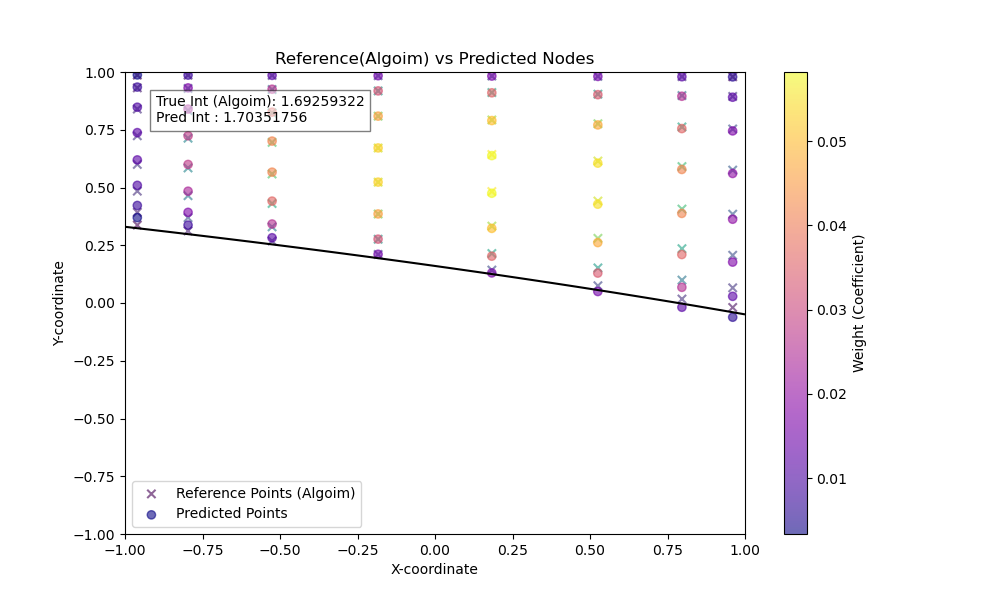 Reference(Algoim) vs Predicted Nodes
True Int (Algoim): 1.69259322
Pred Int : 1.70351756
1.00
0.75
0.50
0.25
0.00
−0.25
−0.50
−0.75
−1.00
Y-coordinate
Reference Points (Algoim)
Predicted Points
−1.00 −0.75 −0.50 −0.25 0.00 0.25 0.50 0.75 1.00
X-coordinate
0.05
0.04
0.03
0.02
0.01
Weight (Coefficient)